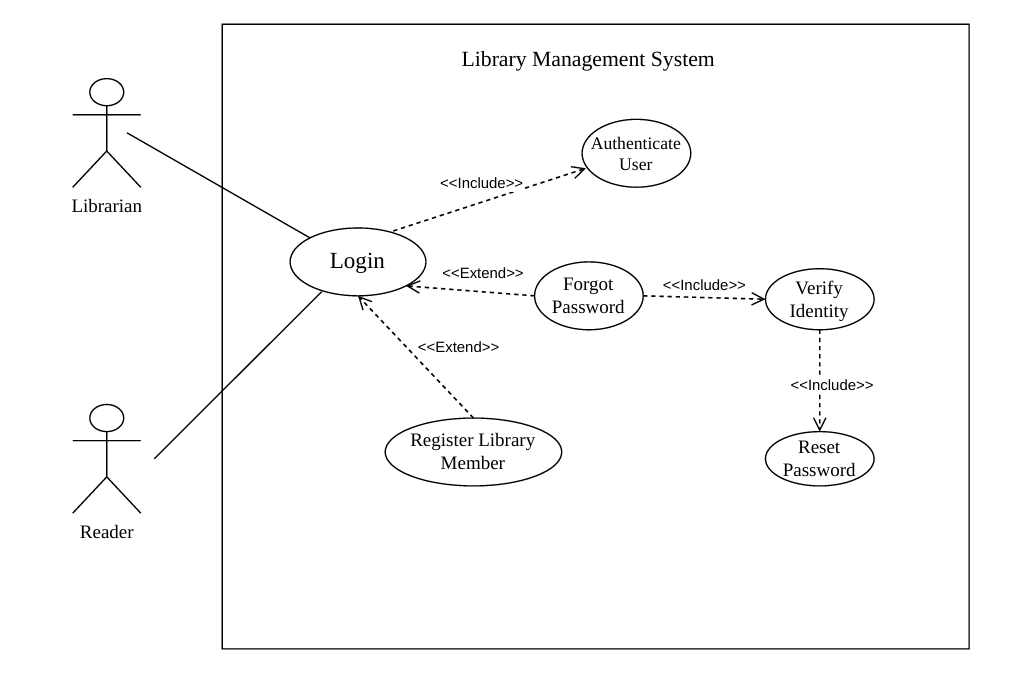 Library Management System
Librarian
Authenticate
User
<<Include>>
Login
<<Extend>>
Forgot
Password
<<Include>>
Verify
Identity
<<Extend>>
<<Include>>
Register Library
Member
Reset
Password
Reader